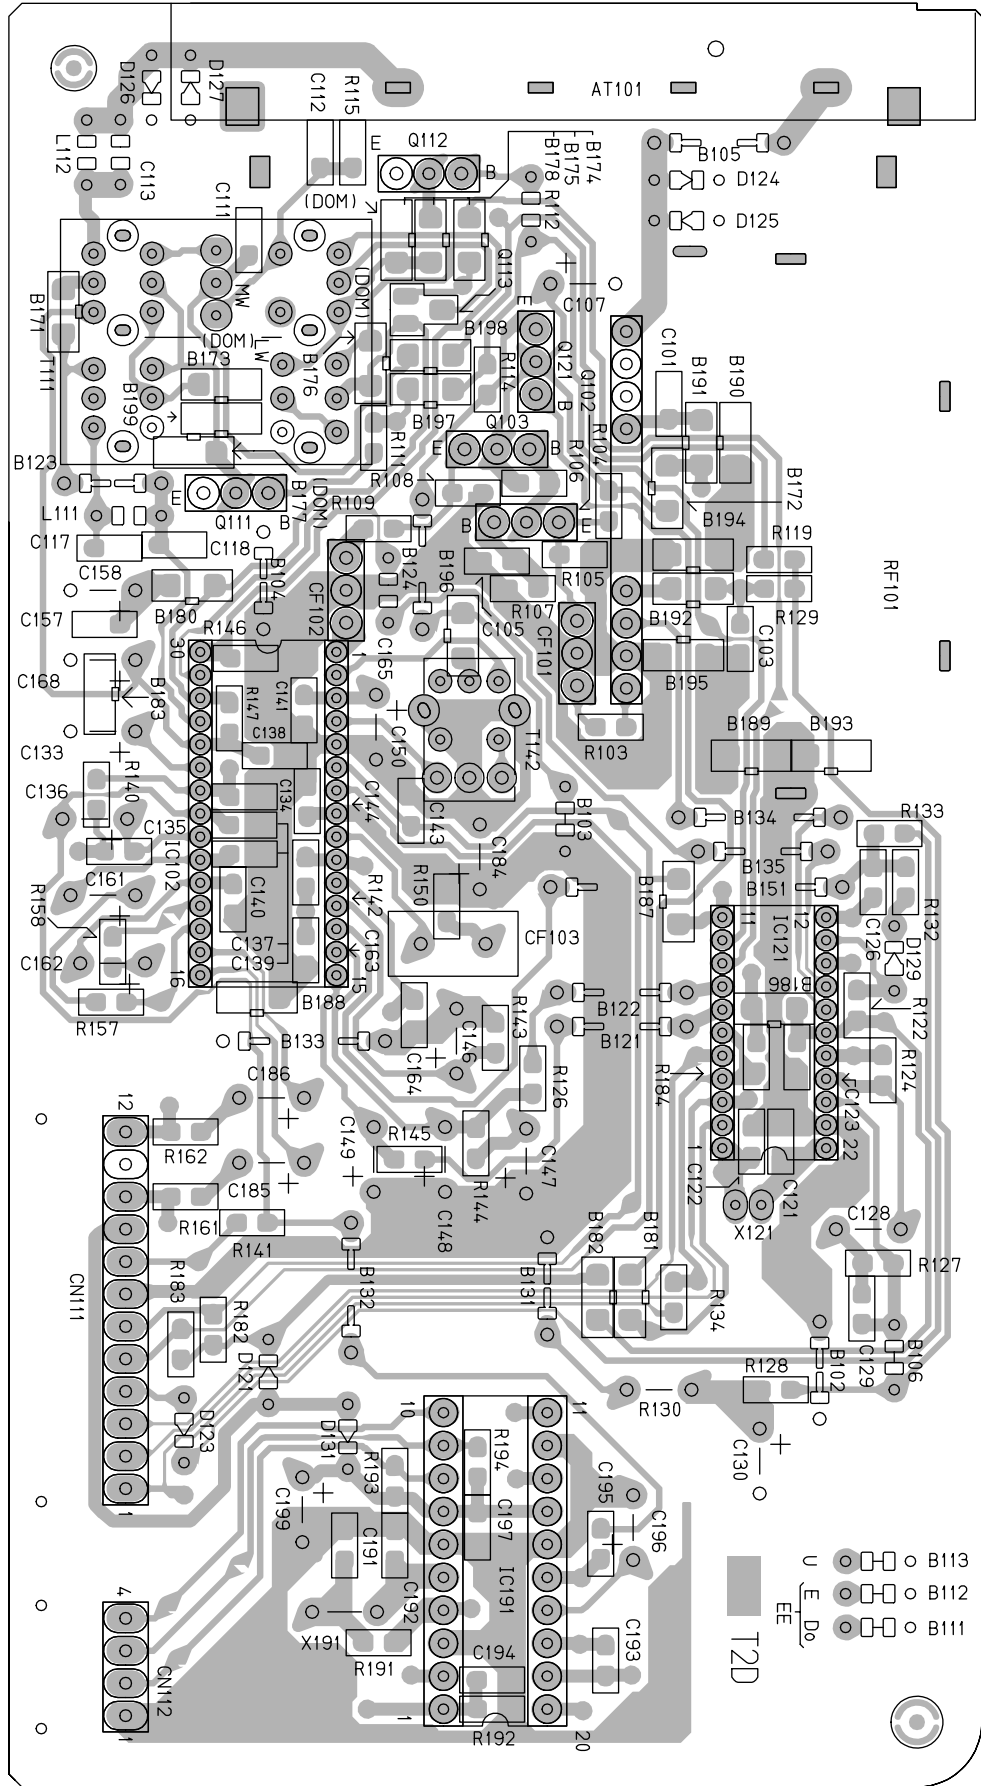 D126
D127
C112
R115
AT101
L112
C113
E
Q112
B
B178
B175
B174
B105
D124
D125
(DOM)
R112
C111
Q113
C107
B171
MW
(DOM)
(DOM)
LW
B173
B176
B198
R114
E
Q121
B
Q102
C101
B191
B190
T111
B199
B197
R111
Q103
E
B
R106
R104
B123
R108
B172
E
Q111
B
B177
(DOM)
R109
L111
B
E
B194
R119
C117
C118
C158
B104
B124
B196
R105
RF101
C157
B180
CF102
R107
B192
R129
R146
C105
CF101
C103
30
1
C165
C168
B183
R147
C141
C150
T142
B195
C133
C138
R103
B189
B193
C136
R140
C134
C144
C143
B103
B134
R133
C135
IC102
C184
B135
C161
R158
C140
R142
R150
B187
B151
11
12
IC121
C126
R132
C137
C163
CF103
C162
C139
D129
16
15
B186
R157
B188
B122
R122
B133
C164
C146
R143
B121
R184
R124
C186
R126
C123
12
C149
R145
C147
1
22
R162
C122
C121
C185
R144
X121
R161
R141
C148
C128
B182
B181
R127
CN111
R183
R182
B132
B131
R134
D121
R128
B102
C129
B106
D123
D131
10
11
R130
R193
R194
C130
1
C199
C195
C191
C197
C196
IC191
U
B113
4
C192
E
EE
B112
X191
Do
B111
R191
C194
C193
T2D
CN112
1
1
R192
20